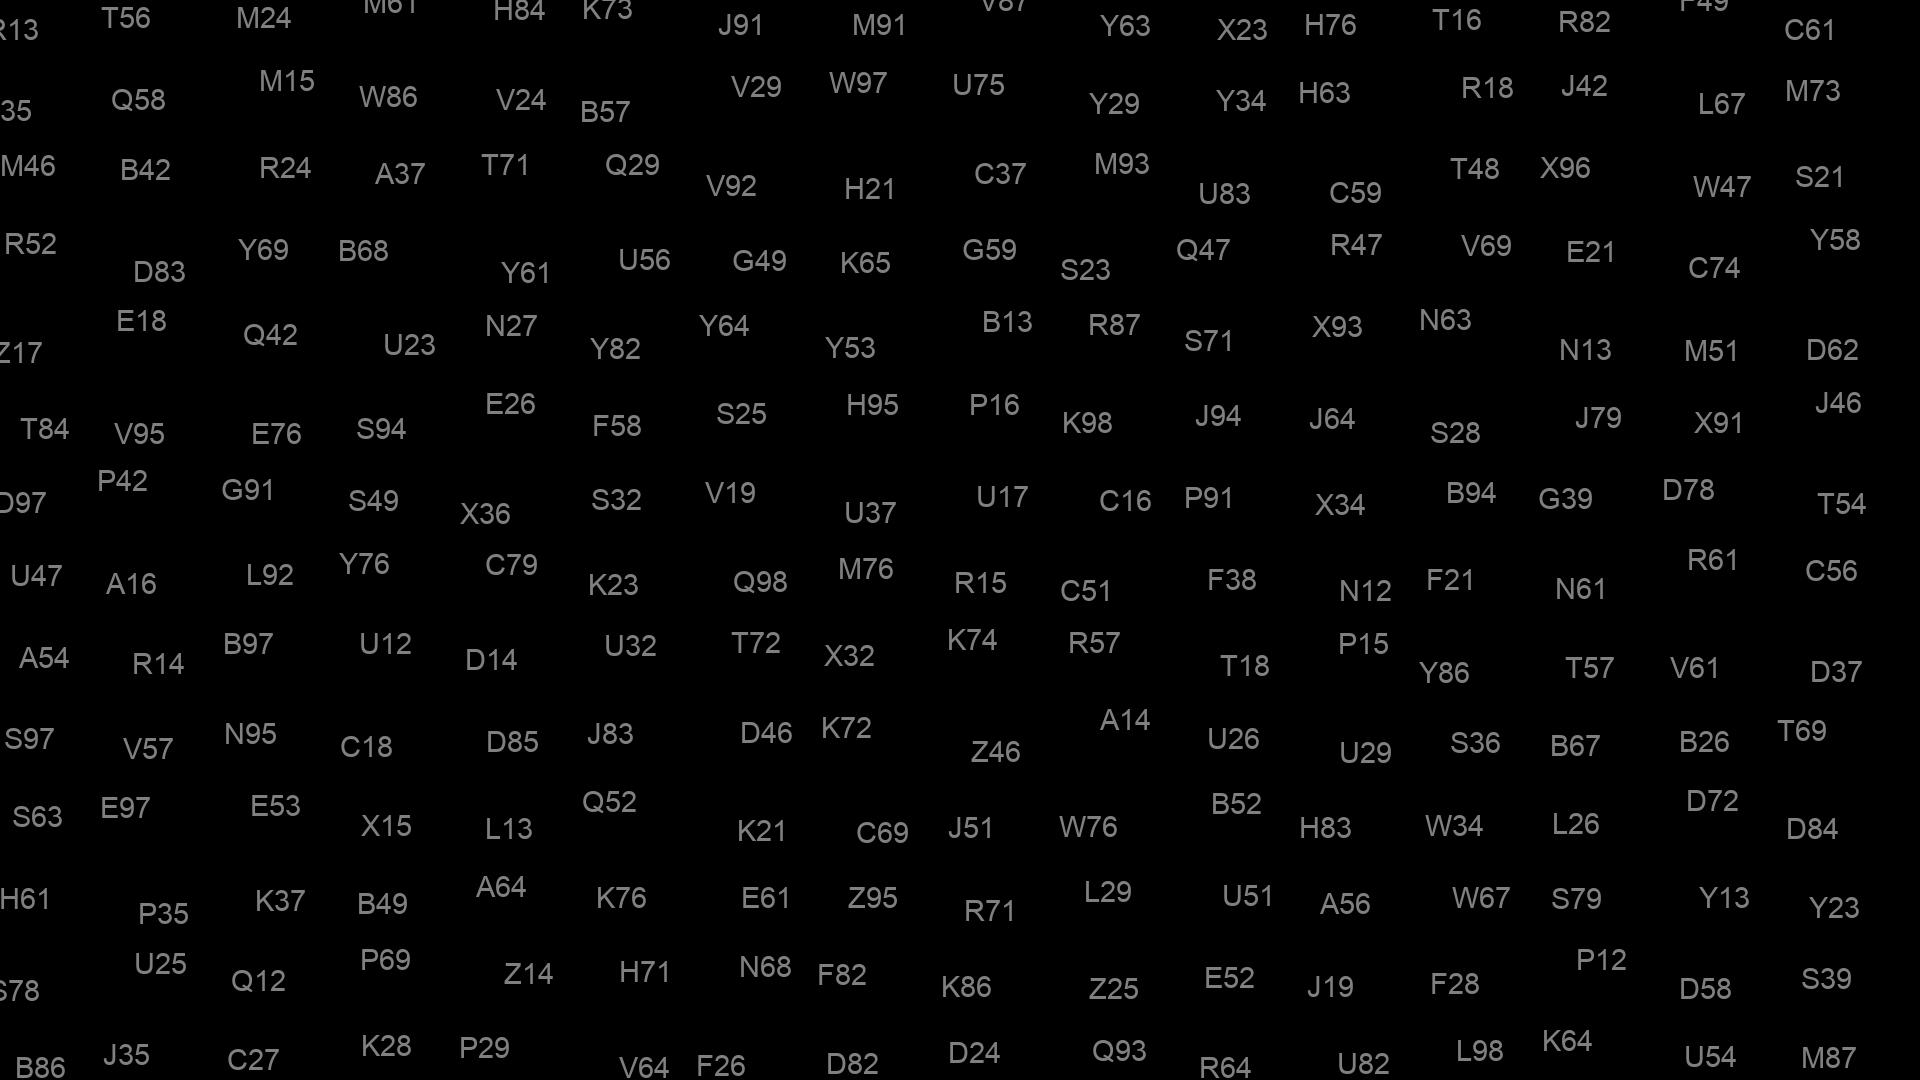 R13 T56 M24 M61 H84 K73 J91 M91 V87 Y63 X23 H76 T16 R82 F49 C61
35 Q58 M15 W86 V24 B57 V29 W97 U75 Y29 Y34 H63 R18 J42 L67 M73
M46 B42 R24 A37 T71 Q29 V92 H21 C37 M93 U83 C59 T48 X96 W47 S21
R52 D83 Y69 B68 Y61 U56 G49 K65 G59 S23 Q47 R47 V69 E21 C74 Y58
Z17 E18 Q42 U23 N27 Y82 Y64 Y53 B13 R87 S71 X93 N63 N13 M51 D62
T84 V95 E76 S94 E26 F58 S25 H95 P16 K98 J94 J64 S28 J79 X91 J46
D97 P42 G91 S49 X36 S32 V19 U37 U17 C16 P91 X34 B94 G39 D78 T54
U47 A16 L92 Y76 C79 K23 Q98 M76 R15 C51 F38 N12 F21 N61 R61 C56
A54 R14 B97 U12 D14 U32 T72 X32 K74 R57 T18 P15 Y86 T57 V61 D37
S97 V57 N95 C18 D85 J83 D46 K72 Z46 A14 U26 U29 S36 B67 B26 T69
S63 E97 E53 X15 L13 Q52 K21 C69 J51 W76 B52 H83 W34 L26 D72 D84
H61 P35 K37 B49 A64 K76 E61 Z95 R71 L29 U51 A56 W67 S79 Y13 Y23
S78 U25 Q12 P69 Z14 H71 N68 F82 K86 Z25 E52 J19 F28 P12 D58 S39
B86 J35 C27 K28 P29 V64 F26 D82 D24 Q93 R64 U82 L98 K64 U54 M87